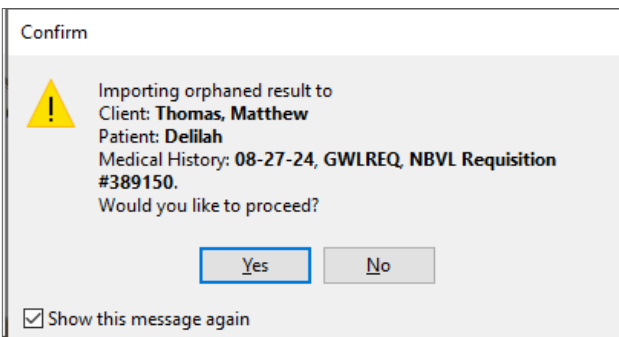 Confirm
Importing orphaned result to
Client: Thomas, Matthew
Patient: Delilah
Medical History: 08-27-24, GWLREQ, NBVL Requisition
#389150.
Would you like to proceed?
Yes No
Show this message again